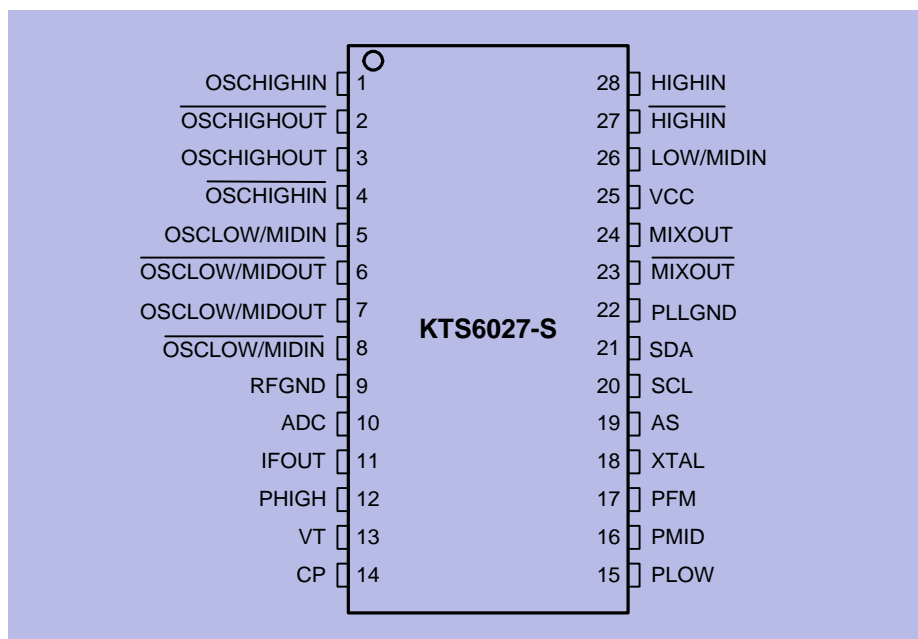 OSCHIGHIN 1 28 HIGHIN
OSCHIGHOUT 2 27 HIGHIN
OSCHIGHOUT 3 26 LOW/MIDIN
OSCHIGHIN 4 25 VCC
OSCLOW/MIDIN 5 24 MIXOUT
OSCLOW/MIDOUT 6 23 MIXOUT
OSCLOW/MIDOUT 7 22 PLLGND
KTS6027-S
OSCLOW/MIDIN 8 21 SDA
RFGND 9 20 SCL
ADC 10 19 AS
IFOUT 11 18 XTAL
PHIGH 12 17 PFM
VT 13 16 PMID
CP 14 15 PLOW